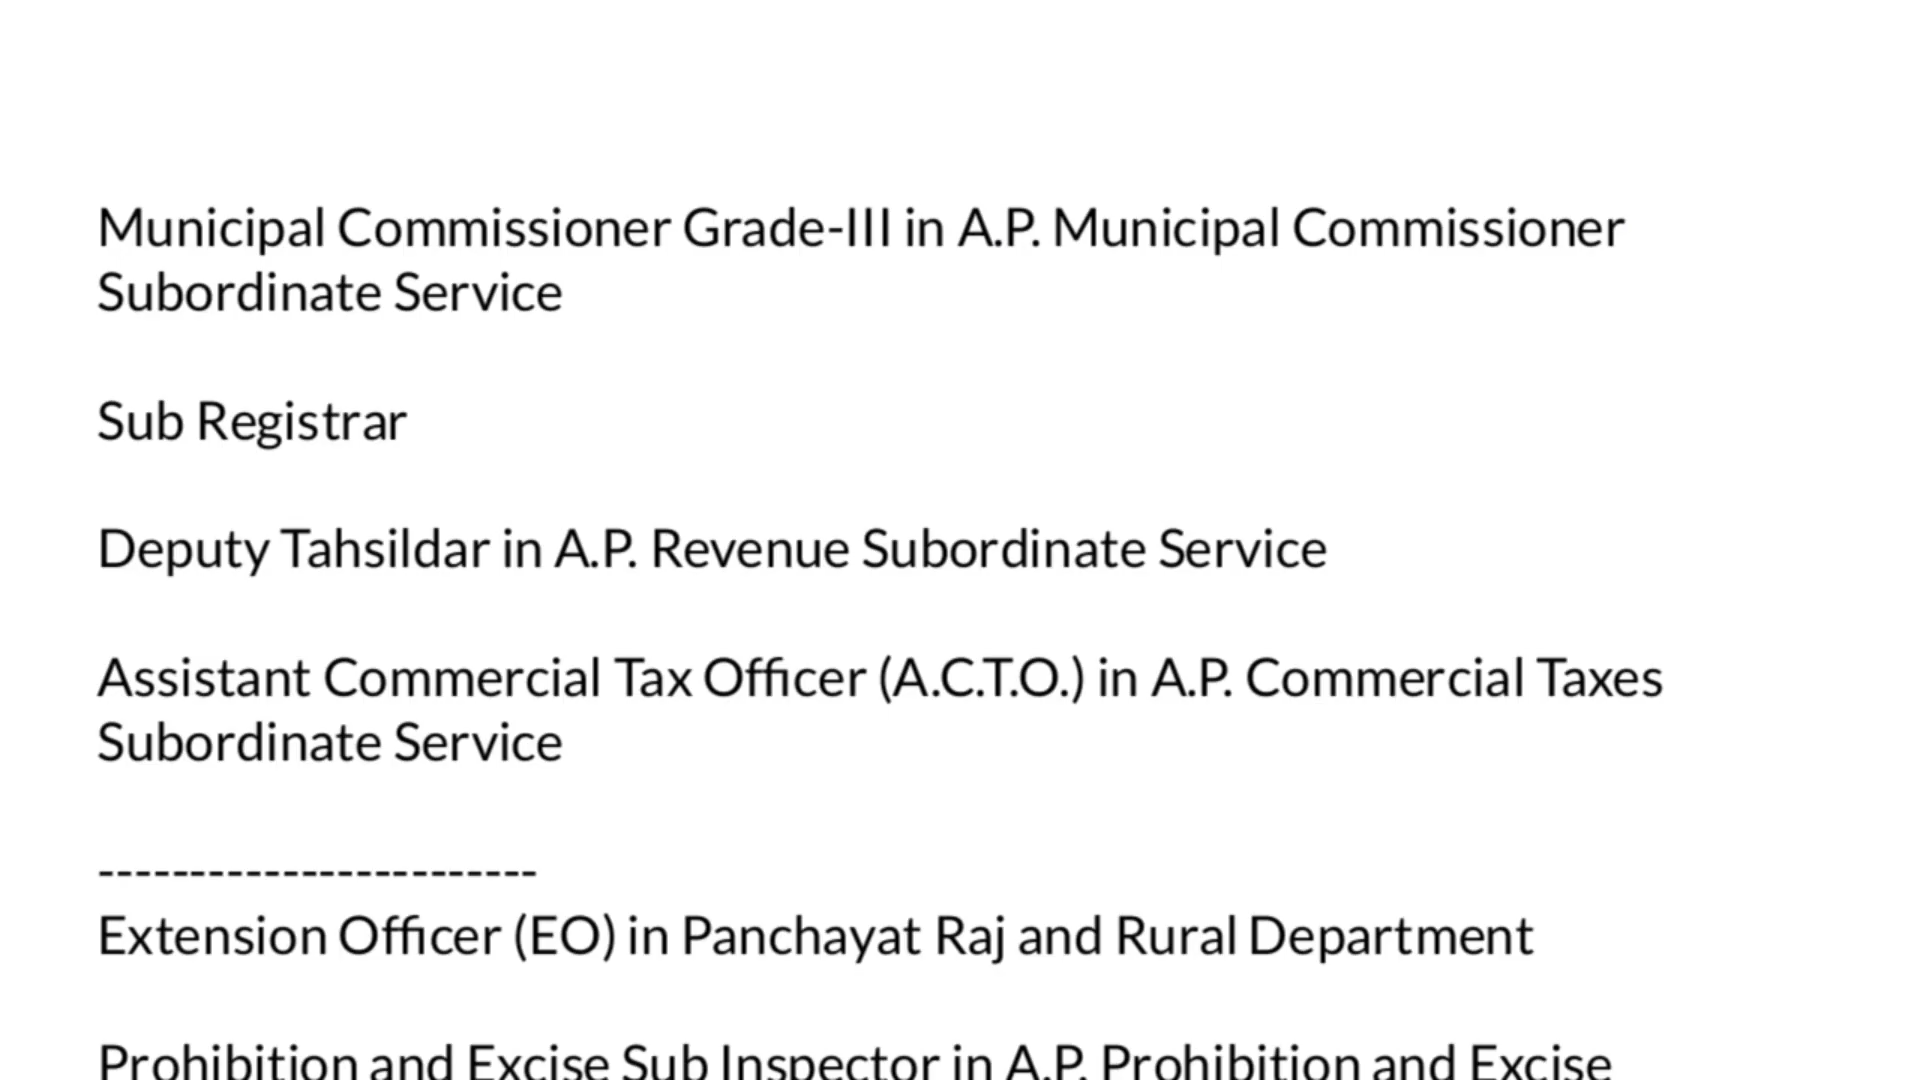 Municipal Commissioner Grade-III in A.P. Municipal Commissioner
Subordinate Service
Sub Registrar
Deputy Tahsildar in A.P. Revenue Subordinate Service
Assistant Commercial Tax Officer (A.C.T.O.) in A.P. Commercial Taxes
Subordinate Service
------------------------
Extension Officer (EO) in Panchayat Raj and Rural Department
Prohibition and Excise Sub Inspector in A.P. Prohibition and Excise